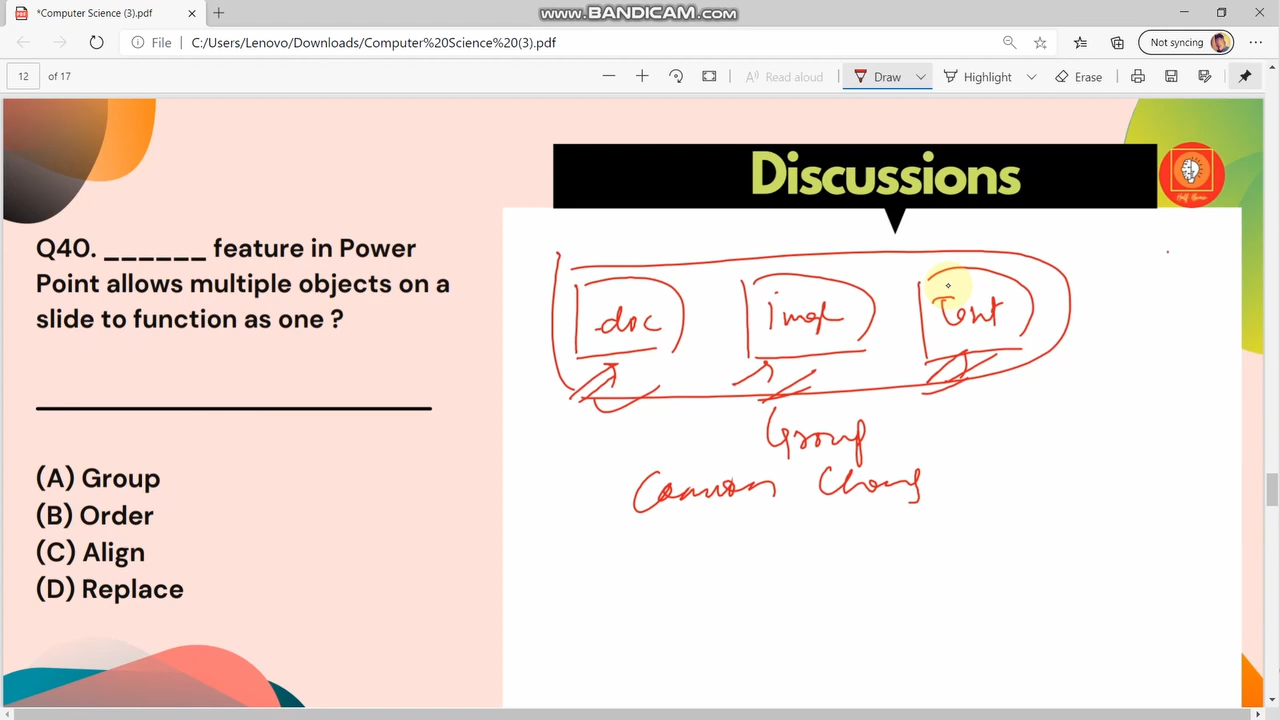 *Computer Science (3).pdf
www.BANDICAM.com
File
C:/Users/Lenovo/Downloads/Computer%20Science%20(3).pdf
Not syncing
12 of 17
Read aloud
Draw
Highlight
Erase
Discussions
Half Brain
Q40. ______ feature in Power
Point allows multiple objects on a
slide to function as one ?
(A) Group
(B) Order
(C) Align
(D) Replace
.doc
Text
Group
Common